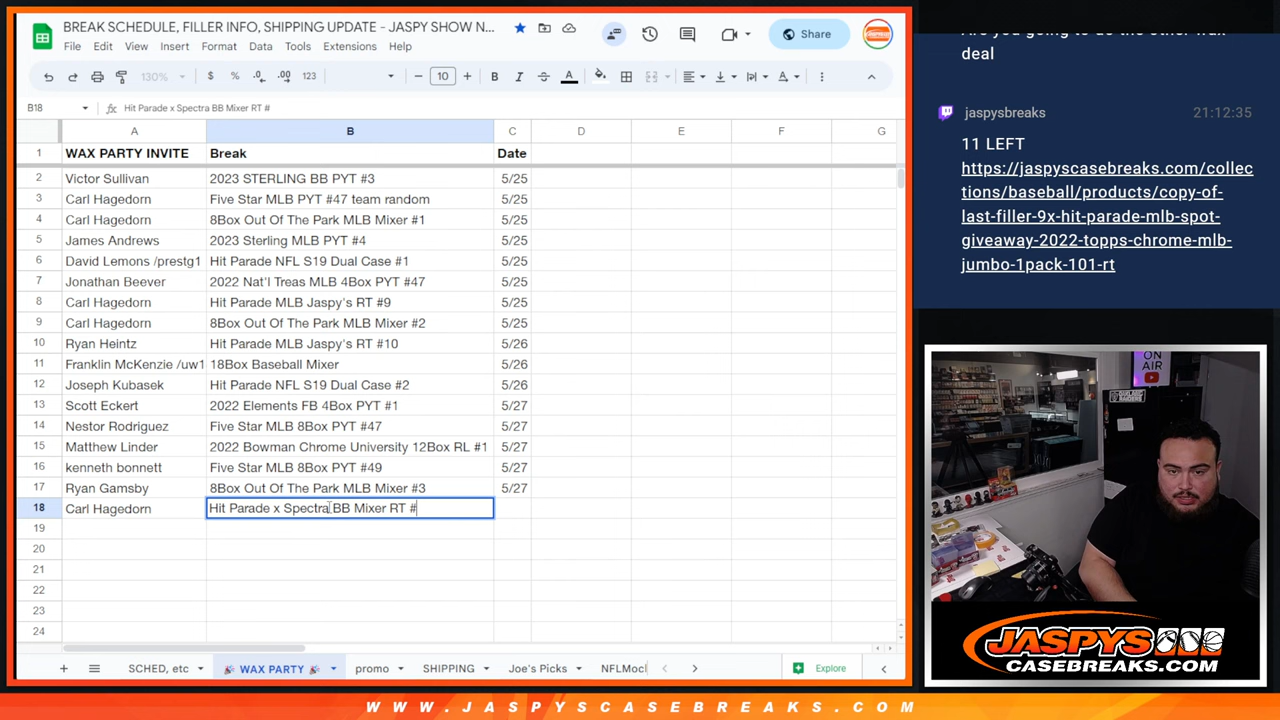 BREAK SCHEDULE, FILLER INFO, SHIPPING UPDATE - JASPY SHOW N...
File Edit View Insert Format Data Tools Extensions Help
Share
130% $ % .0 .00 123 10 B I A
B18 fx Hit Parade x Spectra BB Mixer RT #
A B C D E F G
1 WAX PARTY INVITE Break Date
2 Victor Sullivan 2023 STERLING BB PYT #3 5/25
3 Carl Hagedorn Five Star MLB PYT #47 team random 5/25
4 Carl Hagedorn 8Box Out Of The Park MLB Mixer #1 5/25
5 James Andrews 2023 Sterling MLB PYT #4 5/25
6 David Lemons /prestg1 Hit Parade NFL S19 Dual Case #1 5/25
7 Jonathan Beever 2022 Nat'l Treas MLB 4Box PYT #47 5/25
8 Carl Hagedorn Hit Parade MLB Jaspy's RT #9 5/25
9 Carl Hagedorn 8Box Out Of The Park MLB Mixer #2 5/25
10 Ryan Heintz Hit Parade MLB Jaspy's RT #10 5/26
11 Franklin McKenzie /uw1 18Box Baseball Mixer 5/26
12 Joseph Kubasek Hit Parade NFL S19 Dual Case #2 5/26
13 Scott Eckert 2022 Elements FB 4Box PYT #1 5/27
14 Nestor Rodriguez Five Star MLB 8Box PYT #47 5/27
15 Matthew Linder 2022 Bowman Chrome University 12Box RL #1 5/27
16 kenneth bonnett Five Star MLB 8Box PYT #49 5/27
17 Ryan Gamsby 8Box Out Of The Park MLB Mixer #3 5/27
18 Carl Hagedorn Hit Parade x Spectra BB Mixer RT #
19
20
21
22
23
24
SCHED, etc WAX PARTY promo SHIPPING Joe's Picks NFLMocl Explore
deal
jaspysbreaks 21:12:35
11 LEFT
https://jaspyscasebreaks.com/collec
tions/baseball/products/copy-of-
last-filler-9x-hit-parade-mlb-spot-
giveaway-2022-topps-chrome-mlb-
jumbo-1pack-101-rt
ON
AIR
JASPYS
CASEBREAKS.COM
WWW.JASPYSCASEBREAKS.COM